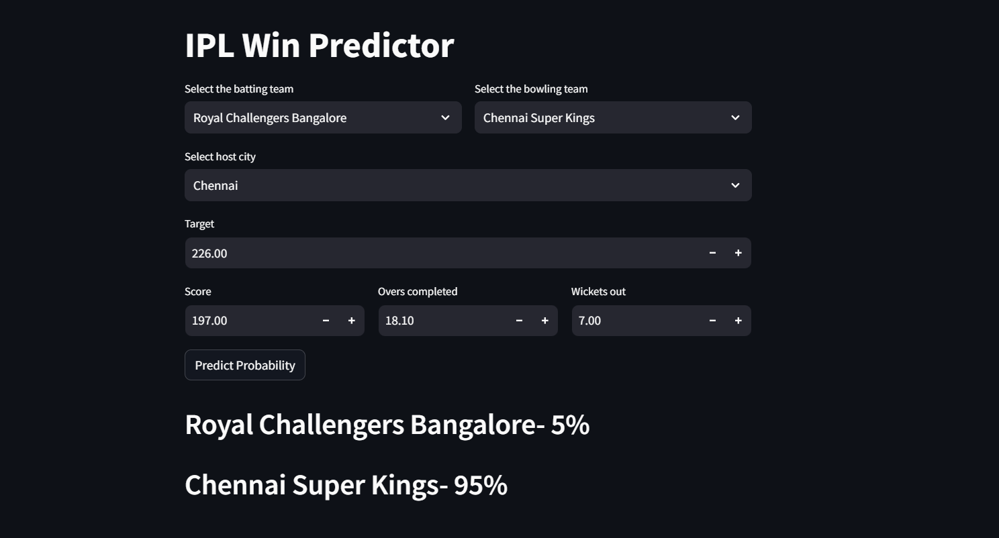 IPL Win Predictor
Select the batting team
Select the bowling team
Royal Challengers Bangalore
Chennai Super Kings
Select host city
Chennai
Target
226.00 − +
Score
Overs completed
Wickets out
197.00 − +
18.10 − +
7.00 − +
Predict Probability
Royal Challengers Bangalore- 5%
Chennai Super Kings- 95%